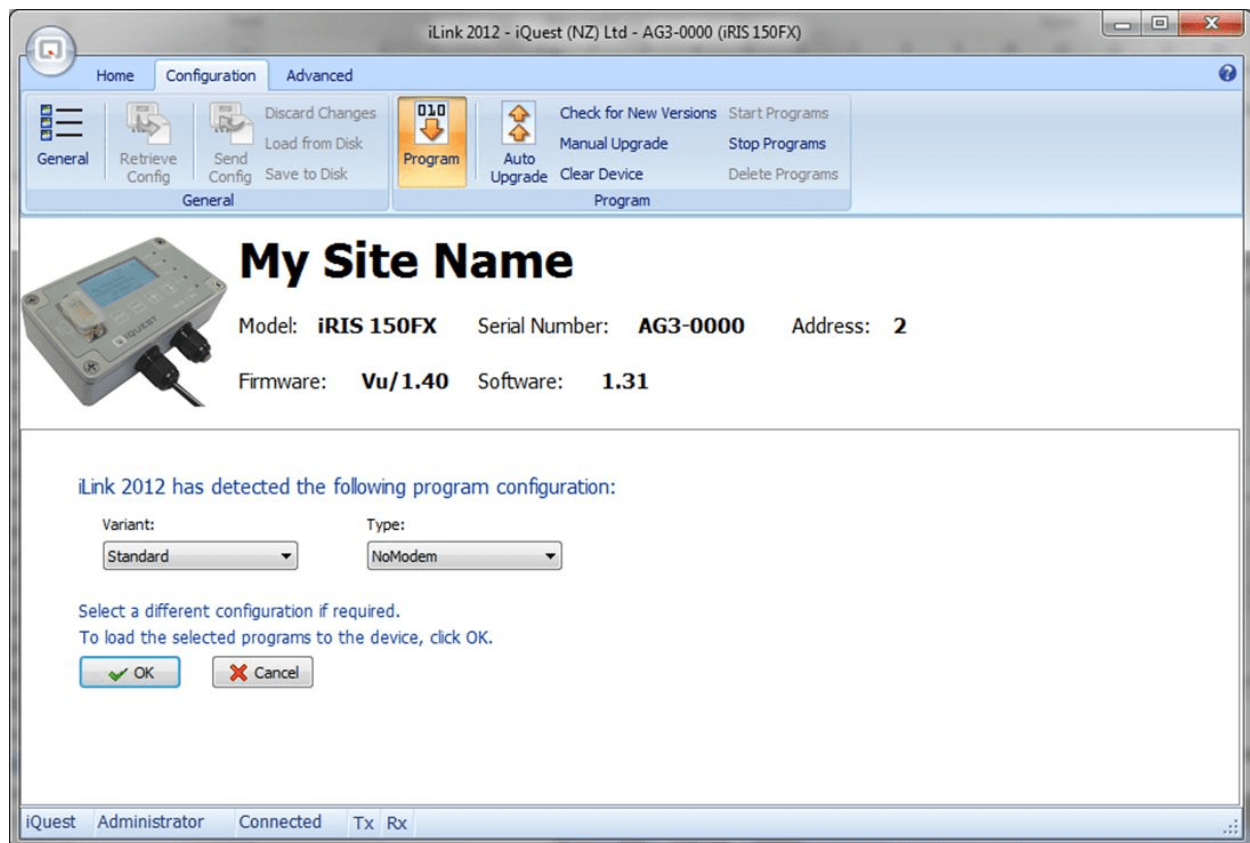 iLink 2012 - iQuest (NZ) Ltd - AG3-0000 (iRIS 150FX)
Home Configuration Advanced
General
Retrieve Config
Send Config
Discard Changes
Load from Disk
Save to Disk
General
010
Program
Auto Upgrade
Check for New Versions
Manual Upgrade
Clear Device
Start Programs
Stop Programs
Delete Programs
Program
My Site Name
iQUEST
Model: iRIS 150FX Serial Number: AG3-0000 Address: 2
Firmware: Vu/1.40 Software: 1.31
iLink 2012 has detected the following program configuration:
Variant: Type:
Standard NoModem
Select a different configuration if required.
To load the selected programs to the device, click OK.
OK Cancel
iQuest Administrator Connected Tx Rx